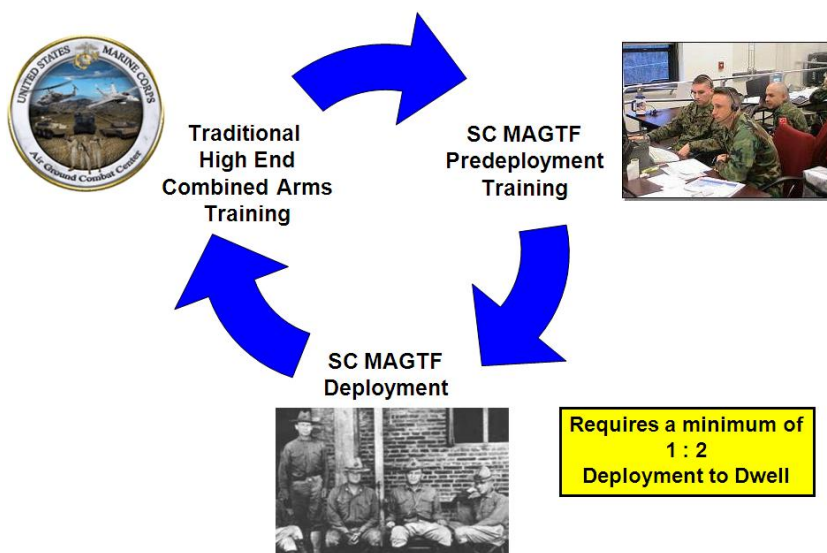 UNITED STATES MARINE CORPS
Air Ground Combat Center
Traditional
High End
Combined Arms
Training
SC MAGTF
Predeployment
Training
SC MAGTF
Deployment
Requires a minimum of
1 : 2
Deployment to Dwell